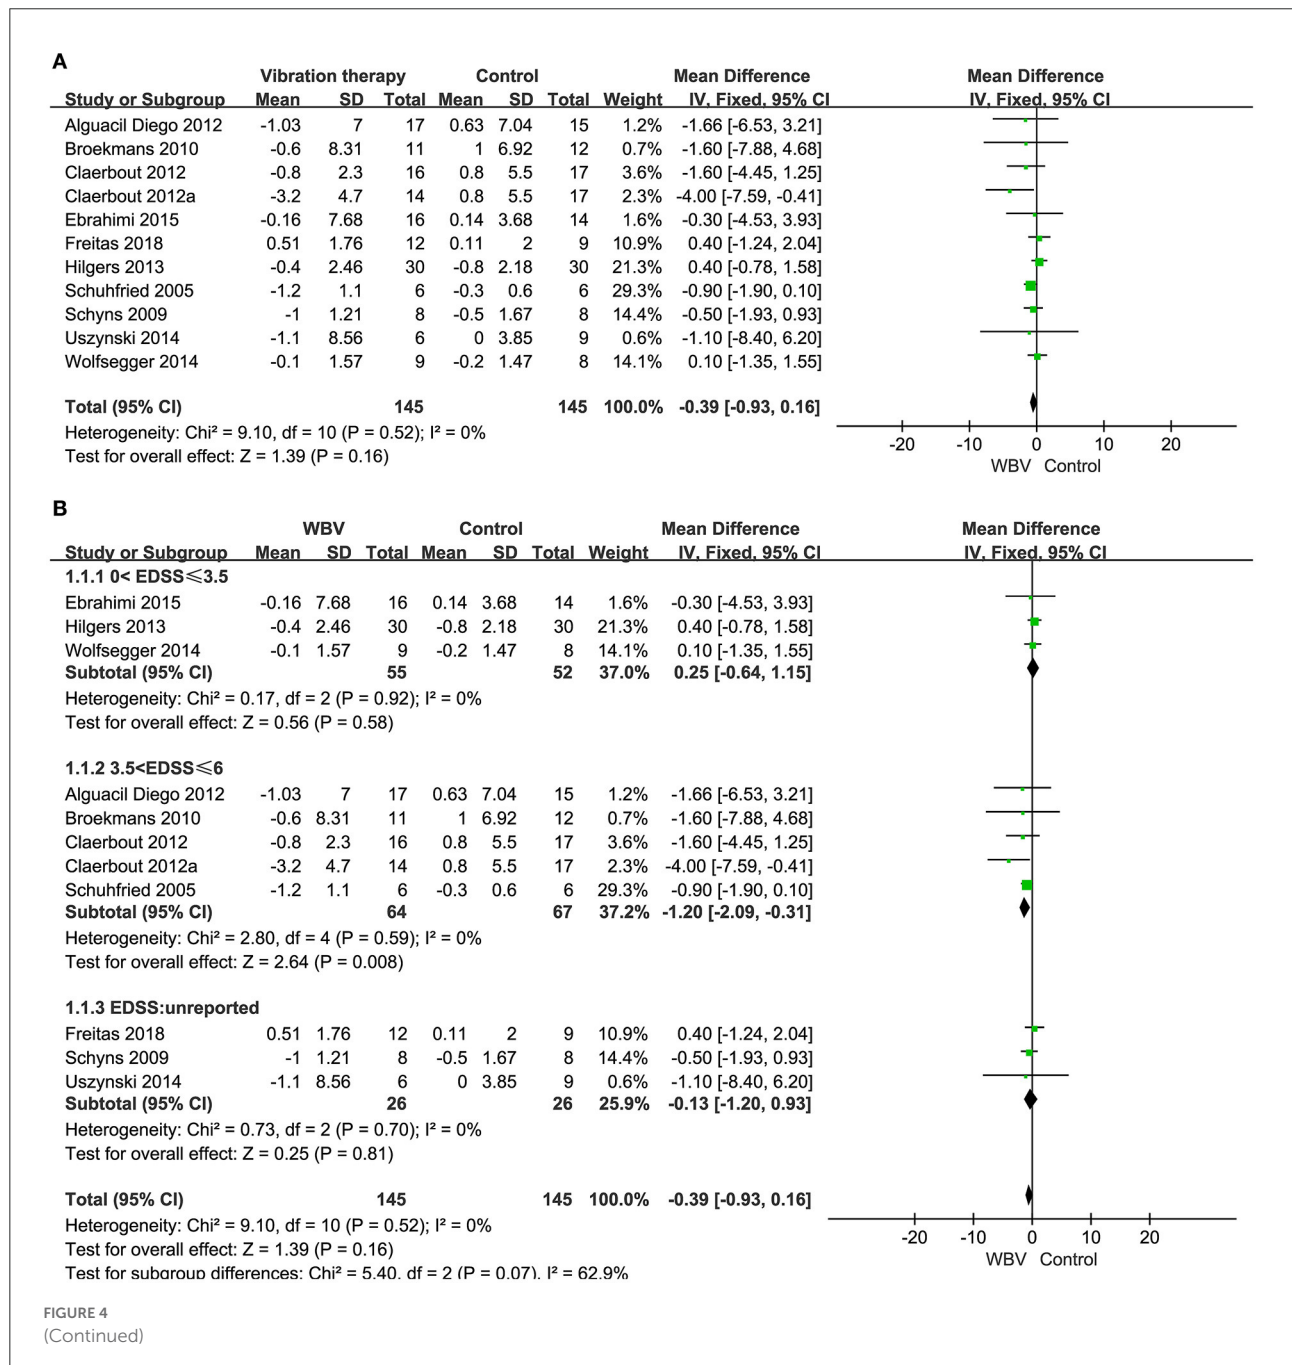 A
Vibration therapy Control Mean Difference Mean Difference
Study or Subgroup Mean SD Total Mean SD Total Weight IV, Fixed, 95% CI IV, Fixed, 95% CI
Alguacil Diego 2012 -1.03 7 17 0.63 7.04 15 1.2% -1.66 [-6.53, 3.21]
Broekmans 2010 -0.6 8.31 11 1 6.92 12 0.7% -1.60 [-7.88, 4.68]
Claerbout 2012 -0.8 2.3 16 0.8 5.5 17 3.6% -1.60 [-4.45, 1.25]
Claerbout 2012a -3.2 4.7 14 0.8 5.5 17 2.3% -4.00 [-7.59, -0.41]
Ebrahimi 2015 -0.16 7.68 16 0.14 3.68 14 1.6% -0.30 [-4.53, 3.93]
Freitas 2018 0.51 1.76 12 0.11 2 9 10.9% 0.40 [-1.24, 2.04]
Hilgers 2013 -0.4 2.46 30 -0.8 2.18 30 21.3% 0.40 [-0.78, 1.58]
Schuhfried 2005 -1.2 1.1 6 -0.3 0.6 6 29.3% -0.90 [-1.90, 0.10]
Schyns 2009 -1 1.21 8 -0.5 1.67 8 14.4% -0.50 [-1.93, 0.93]
Uszynski 2014 -1.1 8.56 6 0 3.85 9 0.6% -1.10 [-8.40, 6.20]
Wolfsegger 2014 -0.1 1.57 9 -0.2 1.47 8 14.1% 0.10 [-1.35, 1.55]
Total (95% CI) 145 145 100.0% -0.39 [-0.93, 0.16]
Heterogeneity: Chi² = 9.10, df = 10 (P = 0.52); I² = 0%
Test for overall effect: Z = 1.39 (P = 0.16)
-20 -10 0 10 20
WBV Control
B
WBV Control Mean Difference Mean Difference
Study or Subgroup Mean SD Total Mean SD Total Weight IV, Fixed, 95% CI IV, Fixed, 95% CI
1.1.1 0< EDSS≤3.5
Ebrahimi 2015 -0.16 7.68 16 0.14 3.68 14 1.6% -0.30 [-4.53, 3.93]
Hilgers 2013 -0.4 2.46 30 -0.8 2.18 30 21.3% 0.40 [-0.78, 1.58]
Wolfsegger 2014 -0.1 1.57 9 -0.2 1.47 8 14.1% 0.10 [-1.35, 1.55]
Subtotal (95% CI) 55 52 37.0% 0.25 [-0.64, 1.15]
Heterogeneity: Chi² = 0.17, df = 2 (P = 0.92); I² = 0%
Test for overall effect: Z = 0.56 (P = 0.58)
1.1.2 3.5<EDSS≤6
Alguacil Diego 2012 -1.03 7 17 0.63 7.04 15 1.2% -1.66 [-6.53, 3.21]
Broekmans 2010 -0.6 8.31 11 1 6.92 12 0.7% -1.60 [-7.88, 4.68]
Claerbout 2012 -0.8 2.3 16 0.8 5.5 17 3.6% -1.60 [-4.45, 1.25]
Claerbout 2012a -3.2 4.7 14 0.8 5.5 17 2.3% -4.00 [-7.59, -0.41]
Schuhfried 2005 -1.2 1.1 6 -0.3 0.6 6 29.3% -0.90 [-1.90, 0.10]
Subtotal (95% CI) 64 67 37.2% -1.20 [-2.09, -0.31]
Heterogeneity: Chi² = 2.80, df = 4 (P = 0.59); I² = 0%
Test for overall effect: Z = 2.64 (P = 0.008)
1.1.3 EDSS:unreported
Freitas 2018 0.51 1.76 12 0.11 2 9 10.9% 0.40 [-1.24, 2.04]
Schyns 2009 -1 1.21 8 -0.5 1.67 8 14.4% -0.50 [-1.93, 0.93]
Uszynski 2014 -1.1 8.56 6 0 3.85 9 0.6% -1.10 [-8.40, 6.20]
Subtotal (95% CI) 26 26 25.9% -0.13 [-1.20, 0.93]
Heterogeneity: Chi² = 0.73, df = 2 (P = 0.70); I² = 0%
Test for overall effect: Z = 0.25 (P = 0.81)
Total (95% CI) 145 145 100.0% -0.39 [-0.93, 0.16]
Heterogeneity: Chi² = 9.10, df = 10 (P = 0.52); I² = 0%
Test for overall effect: Z = 1.39 (P = 0.16)
Test for subgroup differences: Chi² = 5.40, df = 2 (P = 0.07), I² = 62.9%
-20 -10 0 10 20
WBV Control
FIGURE 4
(Continued)